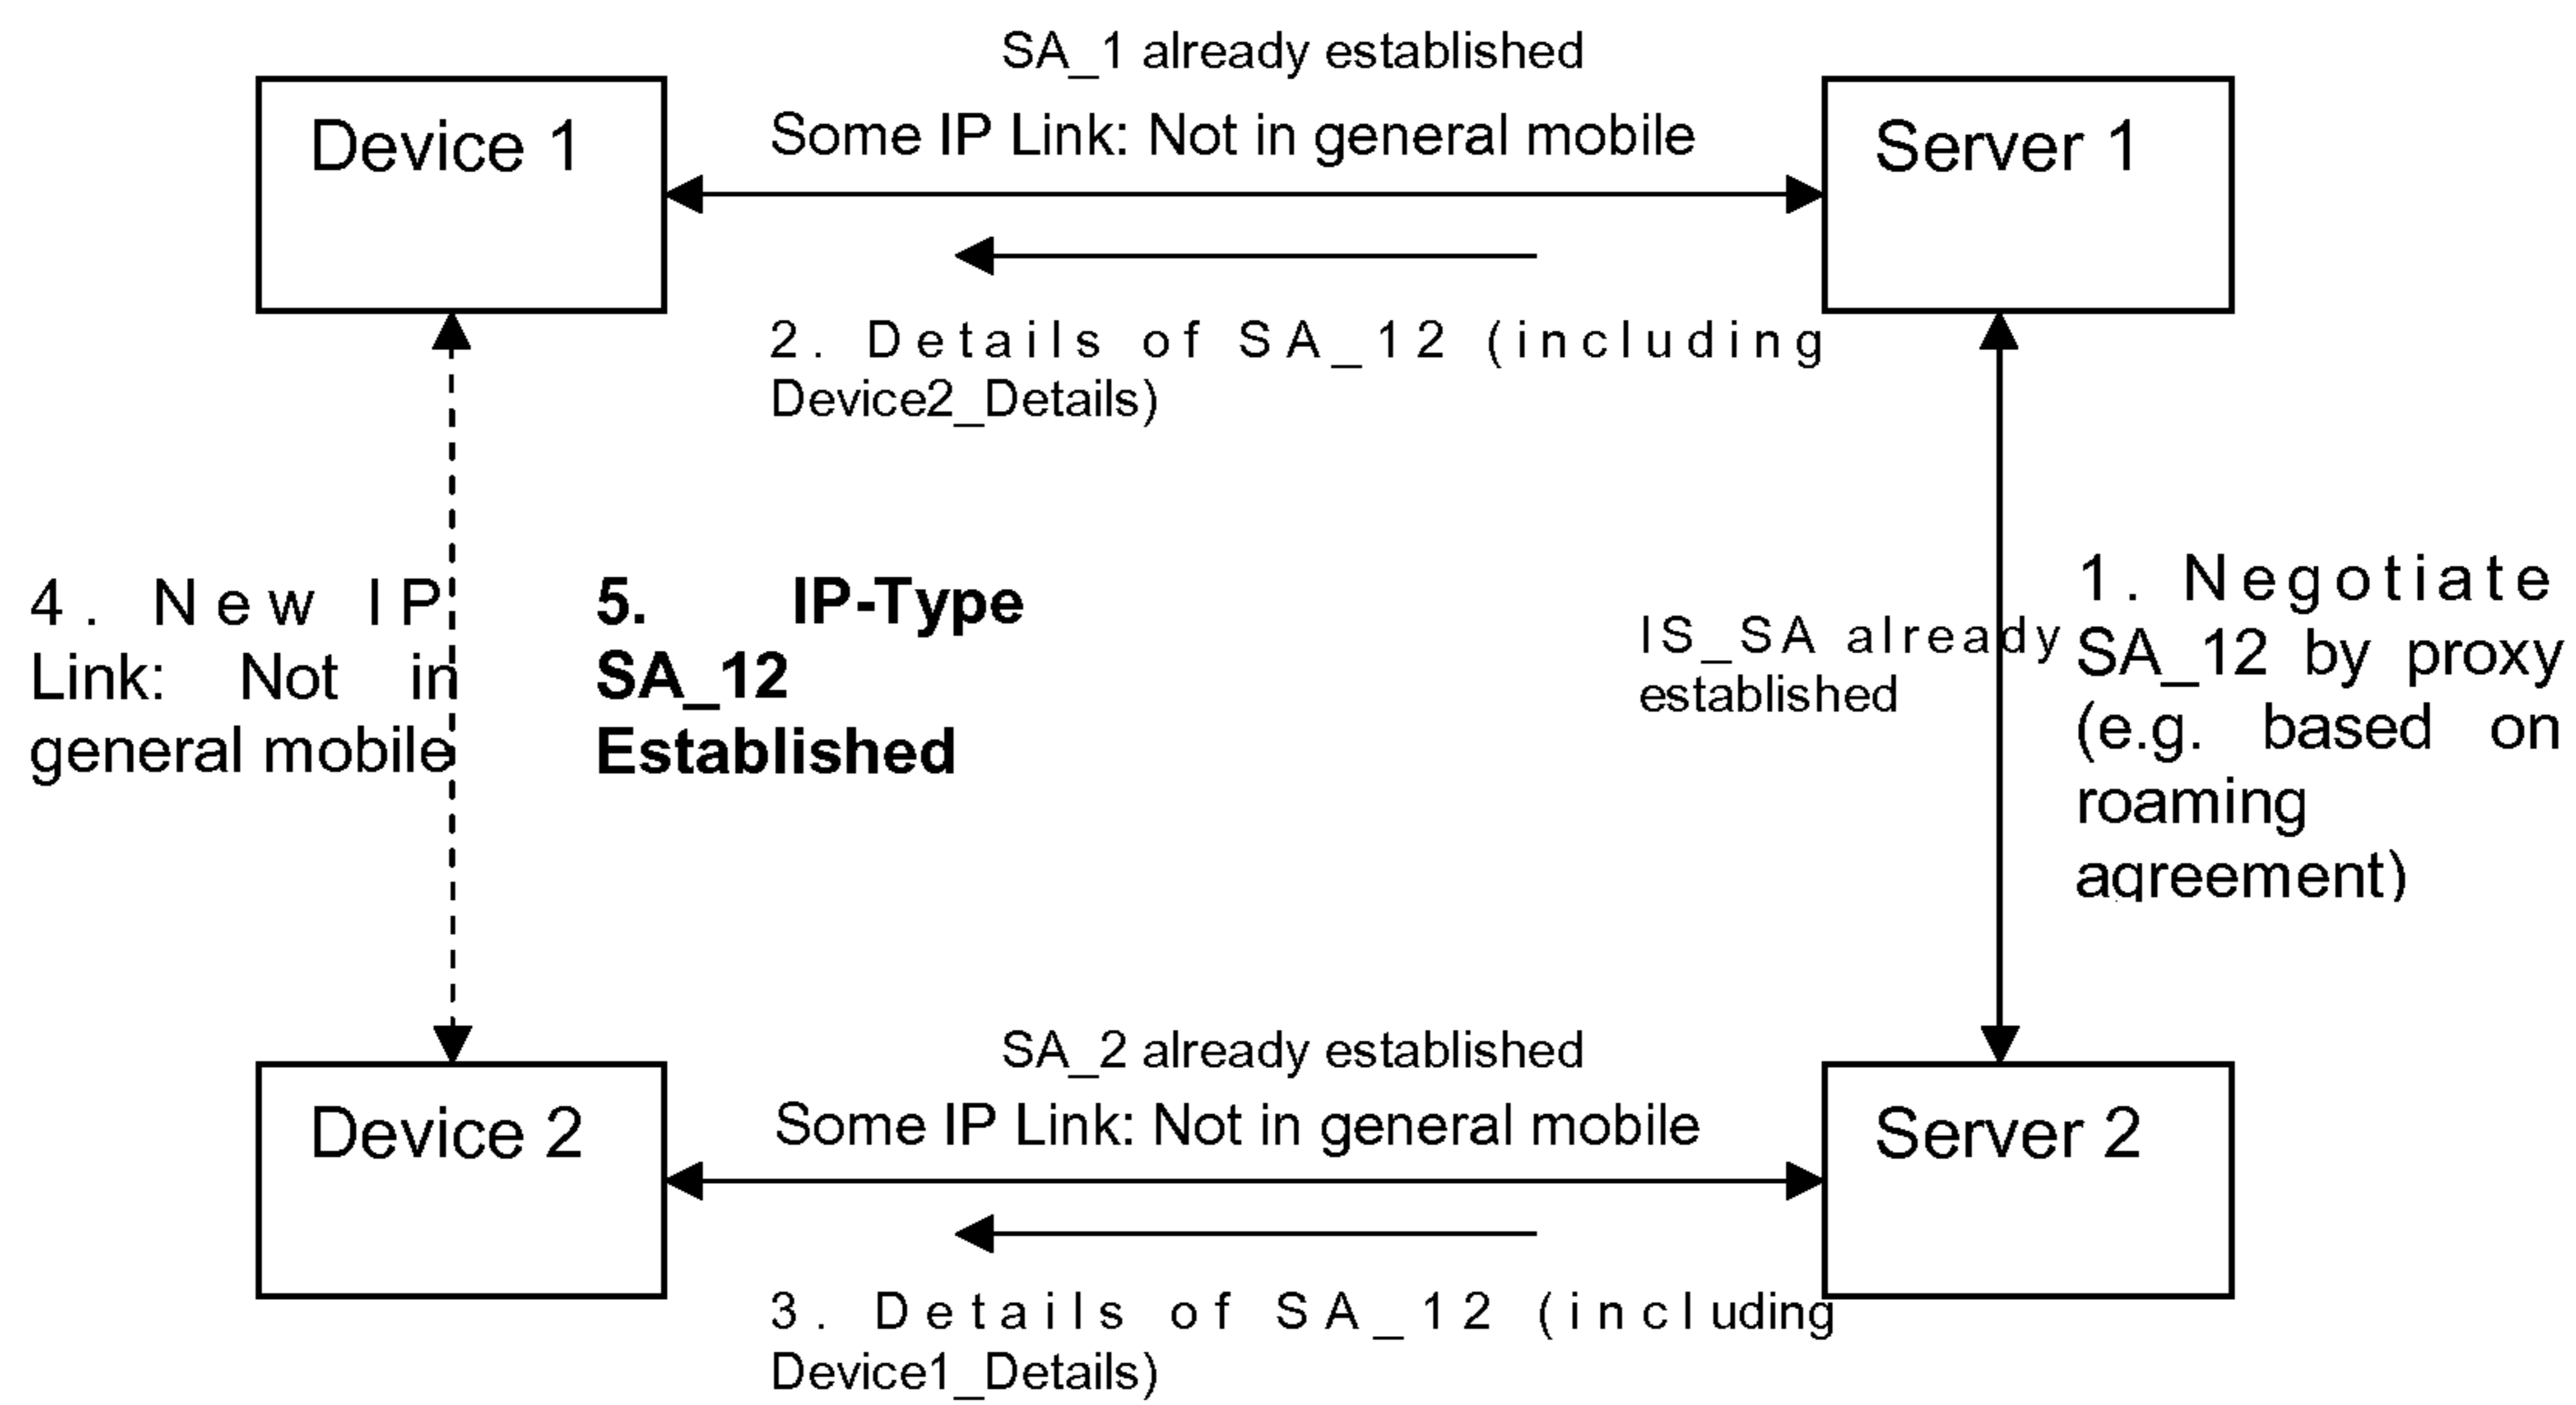 SA_1 already established
Device 1
Some IP Link: Not in general mobile
Server 1
2. Details of SA_12 (including
Device2_Details)
4. New IP
Link: Not in
general mobile
5. IP-Type
SA_12
Established
IS_SA already
established
1. Negotiate
SA_12 by proxy
(e.g. based on
roaming
agreement)
SA_2 already established
Device 2
Some IP Link: Not in general mobile
Server 2
3. Details of SA_12 (including
Device1_Details)